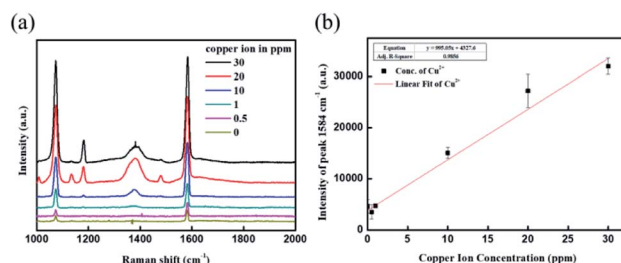 (a)
copper ion in ppm
30
20
10
1
0.5
0
Intensity (a.u.)
1000 1200 1400 1600 1800 2000
Raman shift (cm⁻¹)
(b)
Equation y = 995.05x + 4327.6
Adj. R-Square 0.9856
Conc. of Cu²⁺
Linear Fit of Cu²⁺
Intensity of peak 1584 cm⁻¹ (a.u.)
30000
20000
10000
0
0 5 10 15 20 25 30
Copper Ion Concentration (ppm)